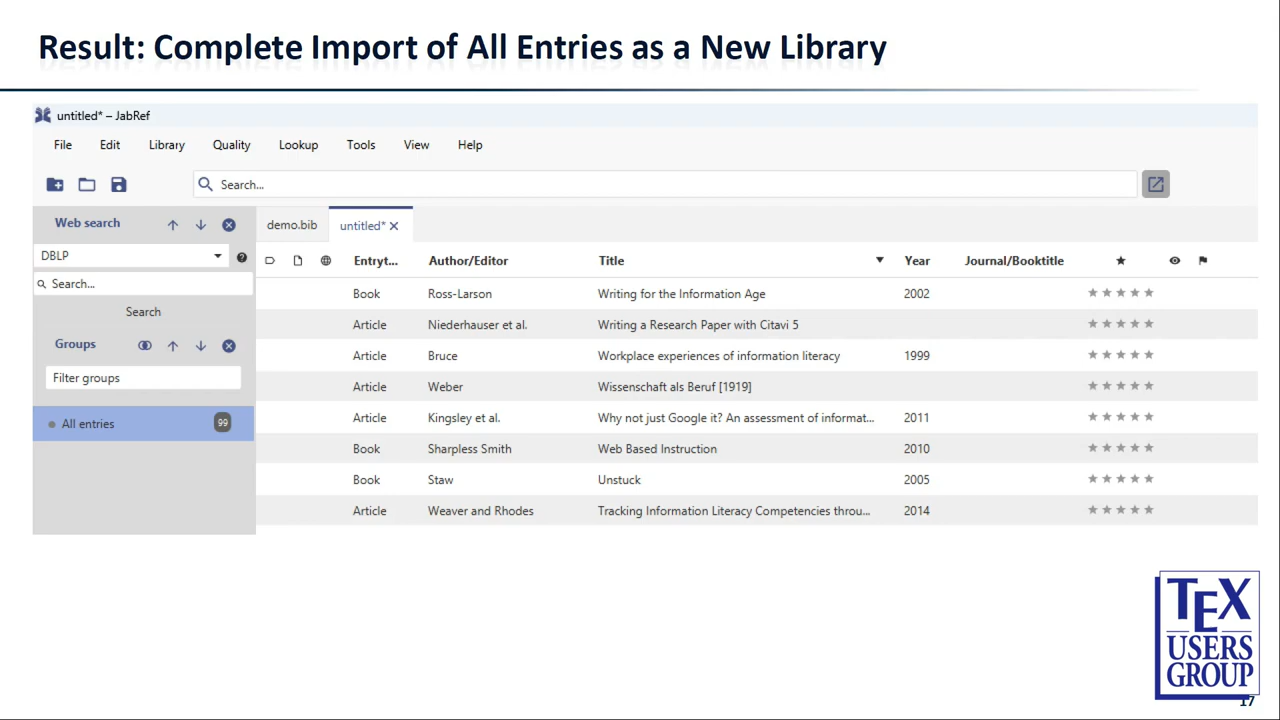 Result: Complete Import of All Entries as a New Library
untitled* – JabRef
File Edit Library Quality Lookup Tools View Help
Search...
Web search
DBLP
Search...
Search
Groups
Filter groups
All entries 99
demo.bib untitled*
Entryt... Author/Editor Title Year Journal/Booktitle
Book Ross-Larson Writing for the Information Age 2002
Article Niederhauser et al. Writing a Research Paper with Citavi 5
Article Bruce Workplace experiences of information literacy 1999
Article Weber Wissenschaft als Beruf [1919]
Article Kingsley et al. Why not just Google it? An assessment of informat... 2011
Book Sharpless Smith Web Based Instruction 2010
Book Staw Unstuck 2005
Article Weaver and Rhodes Tracking Information Literacy Competencies throu... 2014
TEX
USERS
GROUP
17